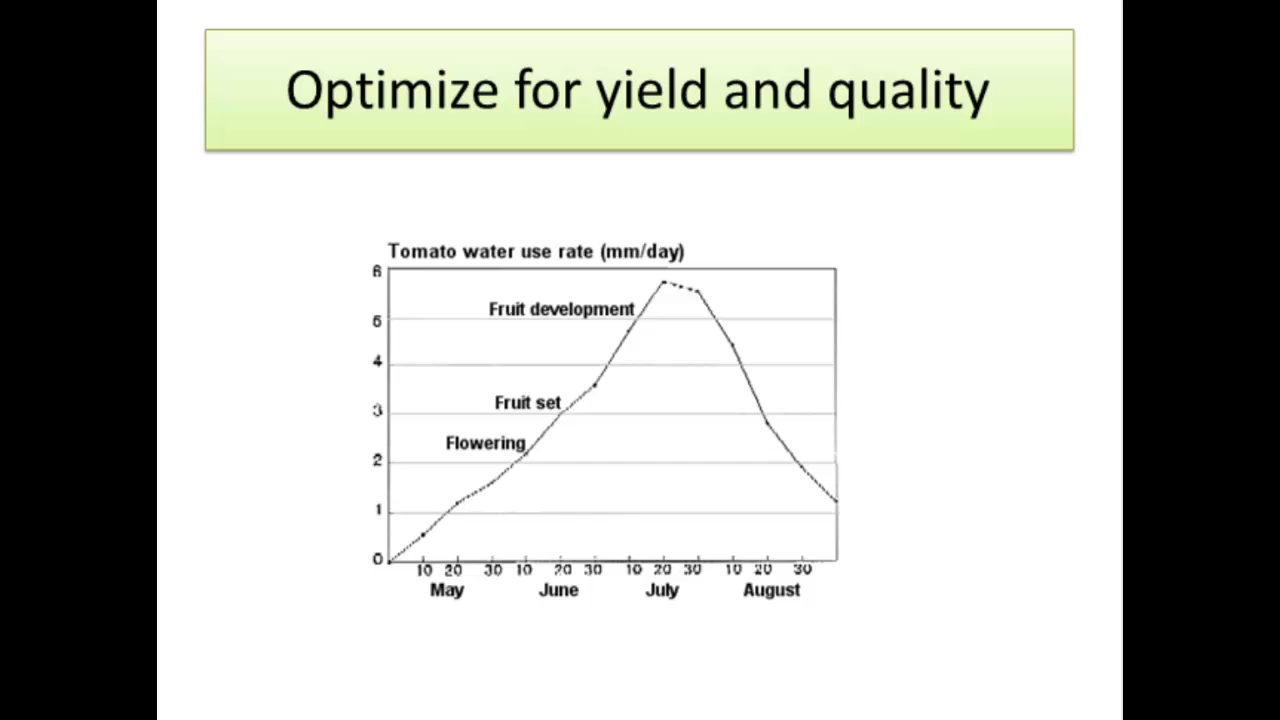 Optimize for yield and quality
Tomato water use rate (mm/day)
6
Fruit development
5
4
Fruit set
3
Flowering
2
1
0
10 20 30 10 20 30 10 20 30 10 20 30
May June July August